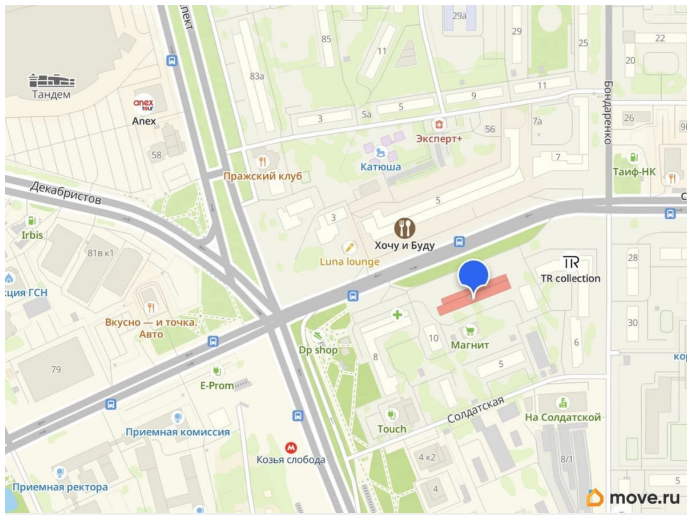 29а
22
85
29
25
20
11
83а
11
Тандем
anex
tour
Anex
9
5
3
5а
Бондаренко
7а
26
56
Эксперт+
58
Катюша
7
Пражский клуб
Таиф-НК
Декабристов
5
3
Irbis
Хочу и Буду
81в к1
Luna lounge
28
TR
TR collection
кция ГСН
Вкусно — и точка.
Авто
30
10
Магнит
6
Dp shop
8
79
5
E-Prom
Солдатская
На Солдатской
Touch
Приемная комиссия
Козья слобода
4 к2
8/1
Приемная ректора
4
5
move.ru